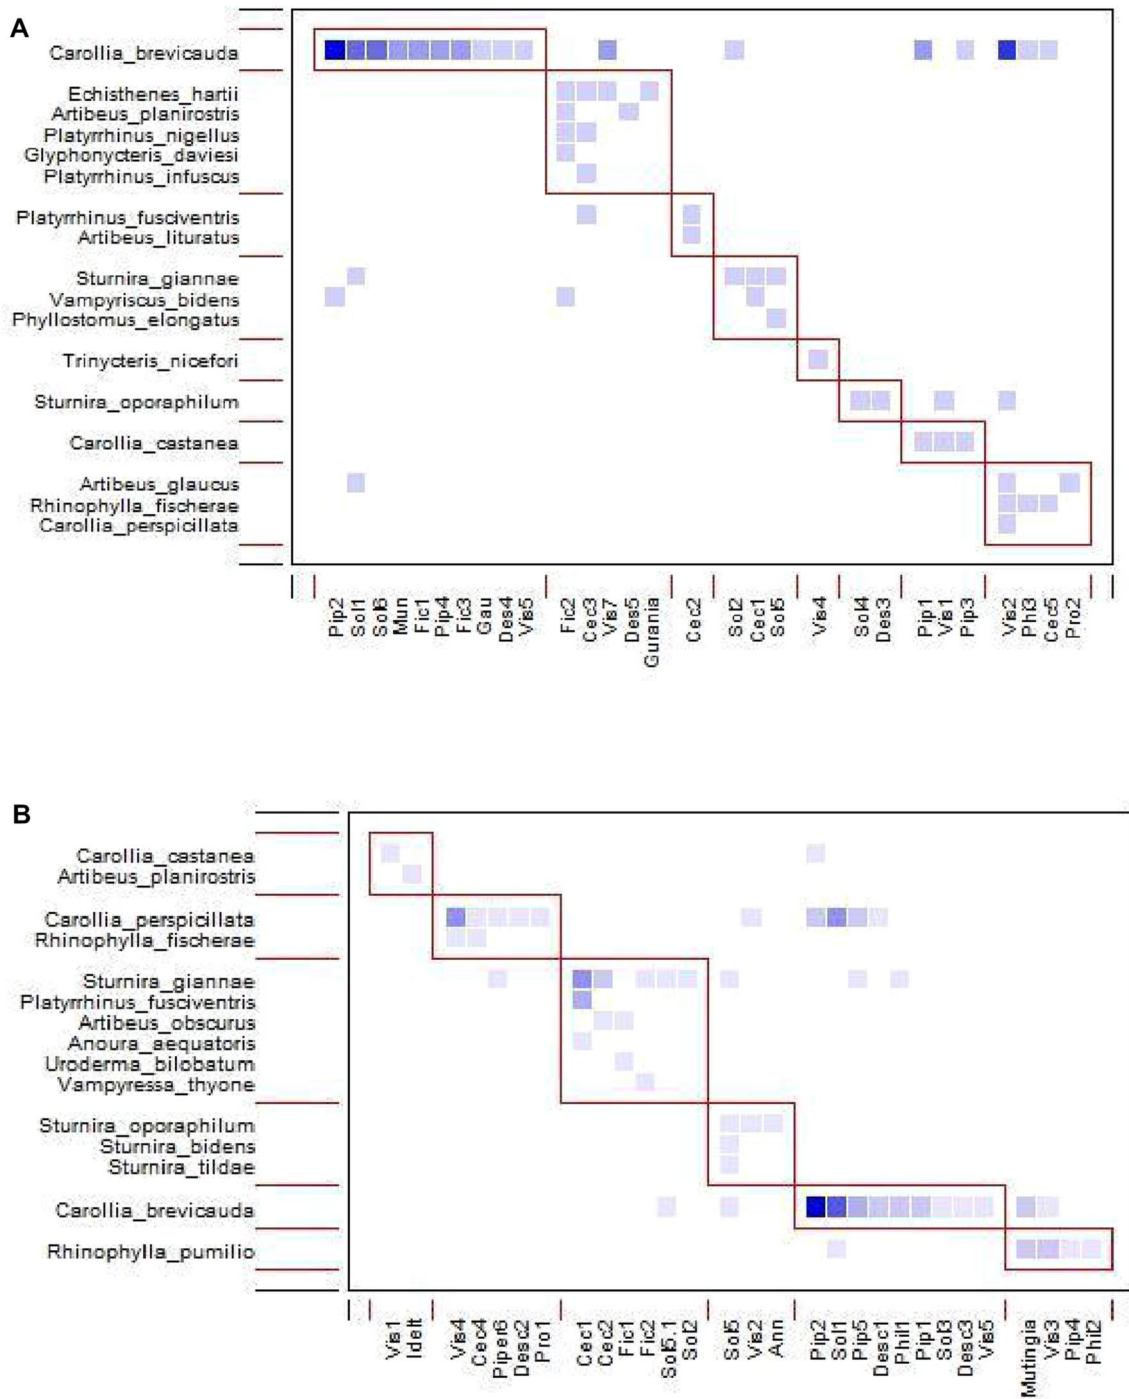 A
Carollia_brevicauda
Echisthenes_hartii
Artibeus_planirostris
Platyrrhinus_nigellus
Glyphonycteris_daviesi
Platyrrhinus_infuscus
Platyrrhinus_fusciventris
Artibeus_lituratus
Sturnira_giannae
Vampyriscus_bidens
Phyllostomus_elongatus
Trinycteris_nicefori
Sturnira_oporaphilum
Carollia_castanea
Artibeus_glaucus
Rhinophylla_fischerae
Carollia_perspicillata
Pip2
Sol1
Sol6
Mun
Fic1
Pip4
Fic3
Gau
Des4
Vis5
Fic2
Cec3
Vis7
Des5
Gurania
Cec2
Sol2
Cec1
Sol5
Vis4
Sol4
Des3
Pip1
Vis1
Pip3
Vis2
Phi3
Cec5
Pro2
B
Carollia_castanea
Artibeus_planirostris
Carollia_perspicillata
Rhinophylla_fischerae
Sturnira_giannae
Platyrrhinus_fusciventris
Artibeus_obscurus
Anoura_aequatoris
Uroderma_bilobatum
Vampyressa_thyone
Sturnira_oporaphilum
Sturnira_bidens
Sturnira_tildae
Carollia_brevicauda
Rhinophylla_pumilio
Vis1
Vis4
Cec4
Piper6
Desc2
Pro1
Cec1
Cec2
Fic1
Fic2
Sol5.1
Sol2
Sol5
Vis2
Ann
Pip2
Sol1
Pip5
Desc1
Phil1
Pip1
Sol3
Desc3
Vis5
Mutingia
Vis3
Pip4
Phil2